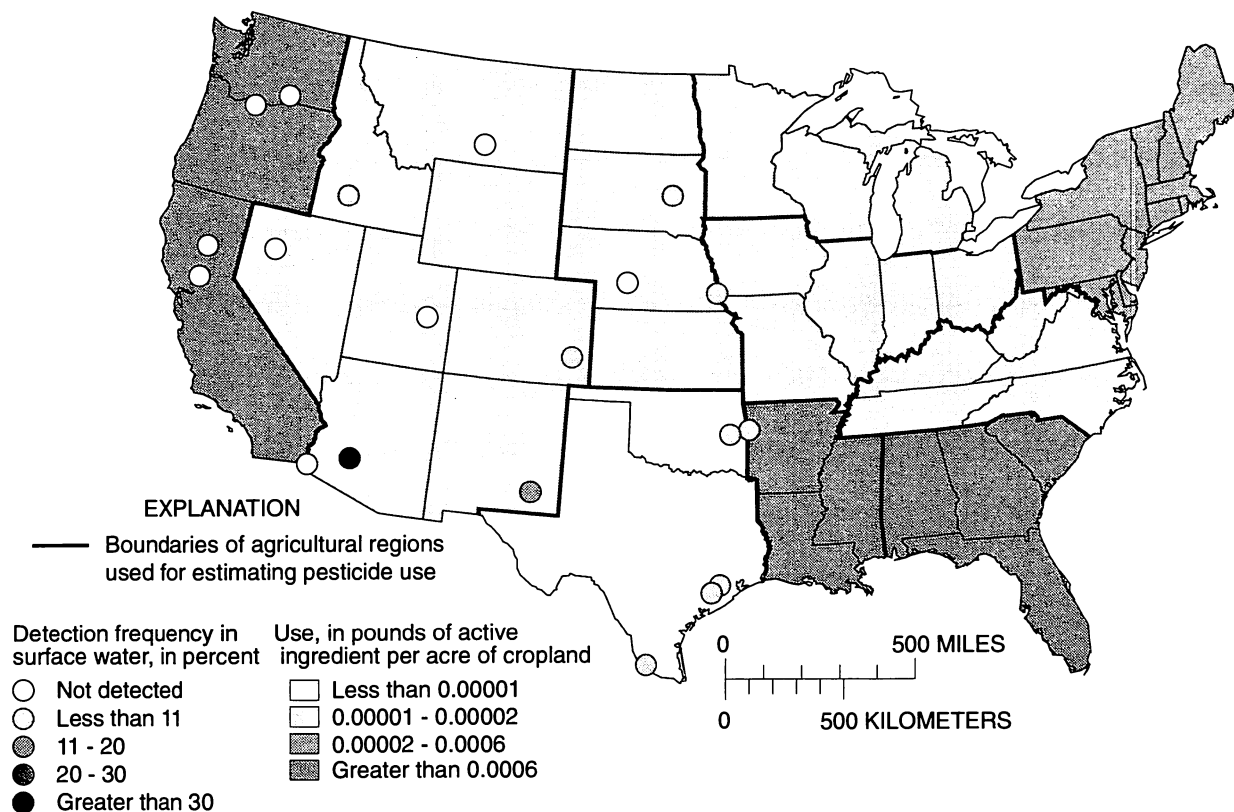 EXPLANATION
Boundaries of agricultural regions
used for estimating pesticide use
Detection frequency in
surface water, in percent
Not detected
Less than 11
11 - 20
20 - 30
Greater than 30
Use, in pounds of active
ingredient per acre of cropland
Less than 0.00001
0.00001 - 0.00002
0.00002 - 0.0006
Greater than 0.0006
0 500 MILES
0 500 KILOMETERS